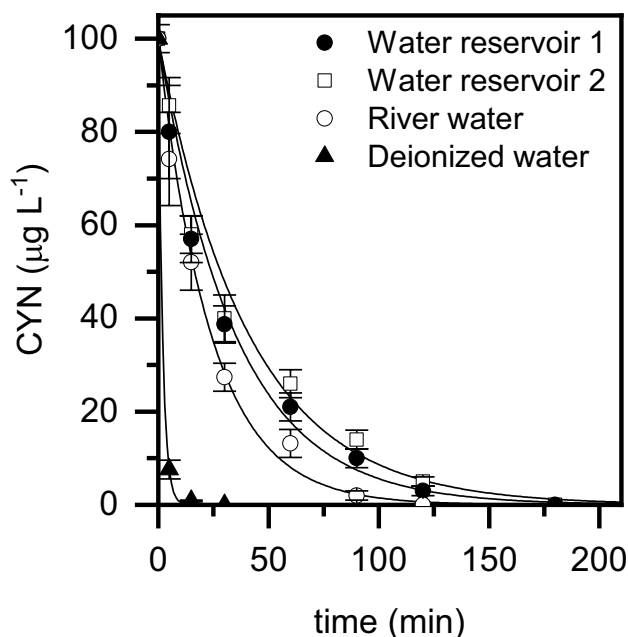 100
80
60
40
20
0
CYN (μg L⁻¹)
Water reservoir 1
Water reservoir 2
River water
Deionized water
0 50 100 150 200
time (min)